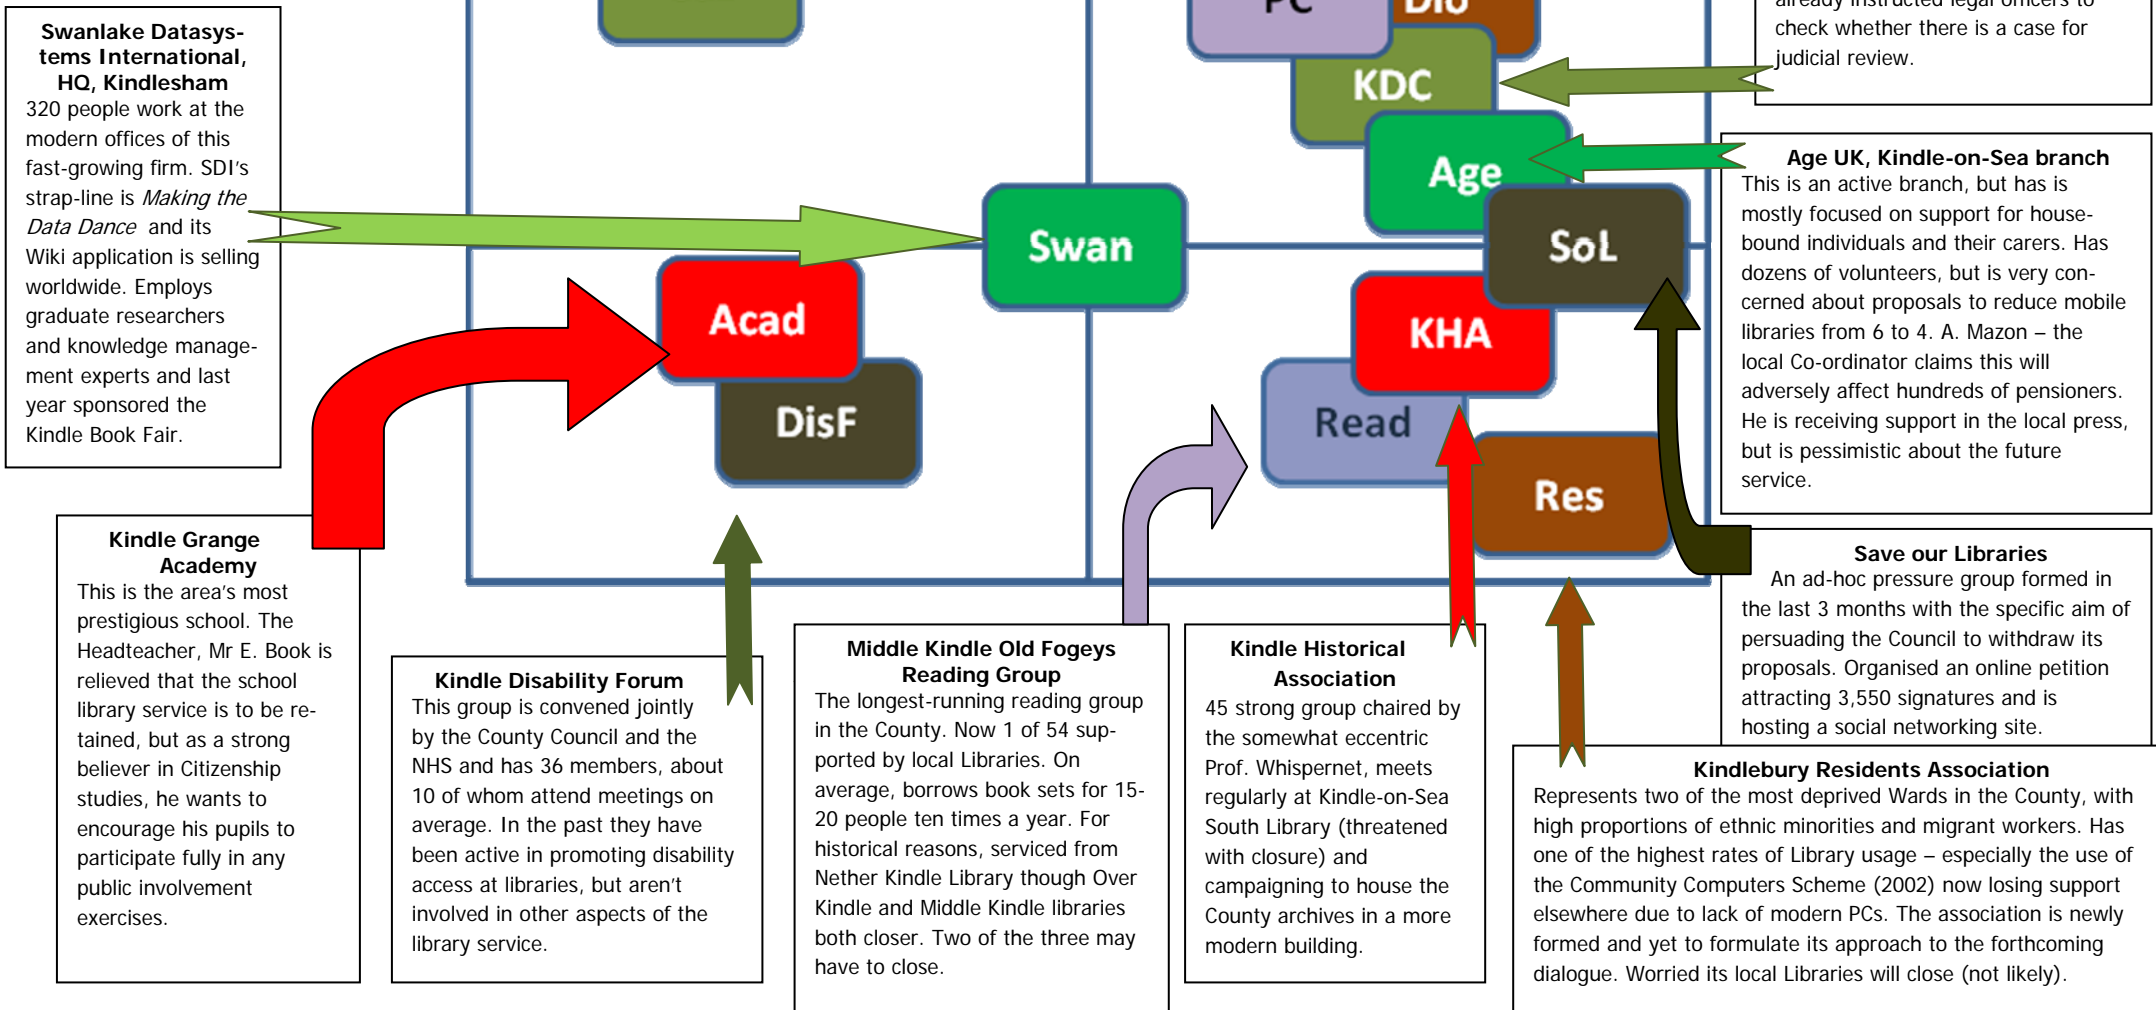 Swanlake Datasys-
tems International,
HQ, Kindlesham
320 people work at the
modern offices of this
fast-growing firm. SDI's
strap-line is Making the
Data Dance and its
Wiki application is selling
worldwide. Employs
graduate researchers
and knowledge manage-
ment experts and last
year sponsored the
Kindle Book Fair.
PC
Dio
KDC
Age
Swan
SoL
Acad
KHA
DisF
Read
Res
already instructed legal officers to
check whether there is a case for
judicial review.
Age UK, Kindle-on-Sea branch
This is an active branch, but has is
mostly focused on support for house-
bound individuals and their carers. Has
dozens of volunteers, but is very con-
cerned about proposals to reduce mobile
libraries from 6 to 4. A. Mazon – the
local Co-ordinator claims this will
adversely affect hundreds of pensioners.
He is receiving support in the local press,
but is pessimistic about the future
service.
Save our Libraries
An ad-hoc pressure group formed in
the last 3 months with the specific aim of
persuading the Council to withdraw its
proposals. Organised an online petition
attracting 3,550 signatures and is
hosting a social networking site.
Kindle Grange
Academy
This is the area's most
prestigious school. The
Headteacher, Mr E. Book is
relieved that the school
library service is to be re-
tained, but as a strong
believer in Citizenship
studies, he wants to
encourage his pupils to
participate fully in any
public involvement
exercises.
Kindle Disability Forum
This group is convened jointly
by the County Council and the
NHS and has 36 members, about
10 of whom attend meetings on
average. In the past they have
been active in promoting disability
access at libraries, but aren't
involved in other aspects of the
library service.
Middle Kindle Old Fogeys
Reading Group
The longest-running reading group
in the County. Now 1 of 54 sup-
ported by local Libraries. On
average, borrows book sets for 15-
20 people ten times a year. For
historical reasons, serviced from
Nether Kindle Library though Over
Kindle and Middle Kindle libraries
both closer. Two of the three may
have to close.
Kindle Historical
Association
45 strong group chaired by
the somewhat eccentric
Prof. Whispernet, meets
regularly at Kindle-on-Sea
South Library (threatened
with closure) and
campaigning to house the
County archives in a more
modern building.
Kindlebury Residents Association
Represents two of the most deprived Wards in the County, with
high proportions of ethnic minorities and migrant workers. Has
one of the highest rates of Library usage – especially the use of
the Community Computers Scheme (2002) now losing support
elsewhere due to lack of modern PCs. The association is newly
formed and yet to formulate its approach to the forthcoming
dialogue. Worried its local Libraries will close (not likely).